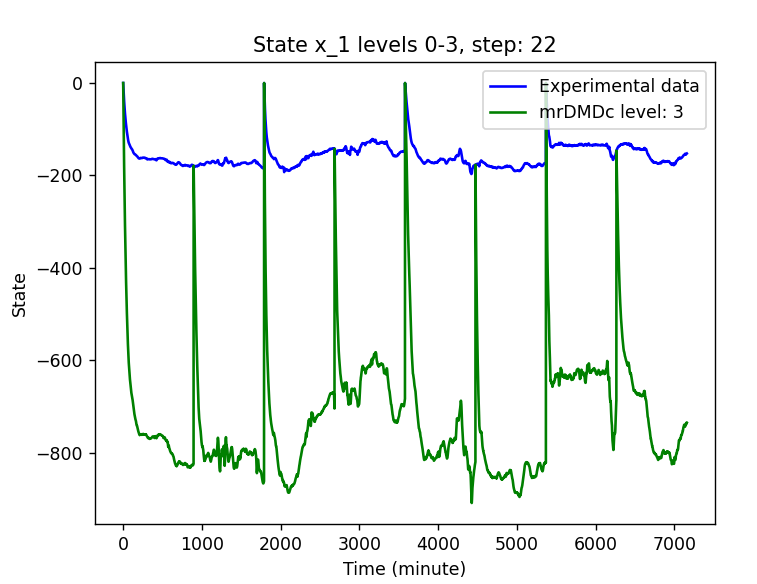 State x_1 levels 0-3, step: 22
Experimental data
mrDMDc level: 3
State
0
−200
−400
−600
−800
0 1000 2000 3000 4000 5000 6000 7000
Time (minute)